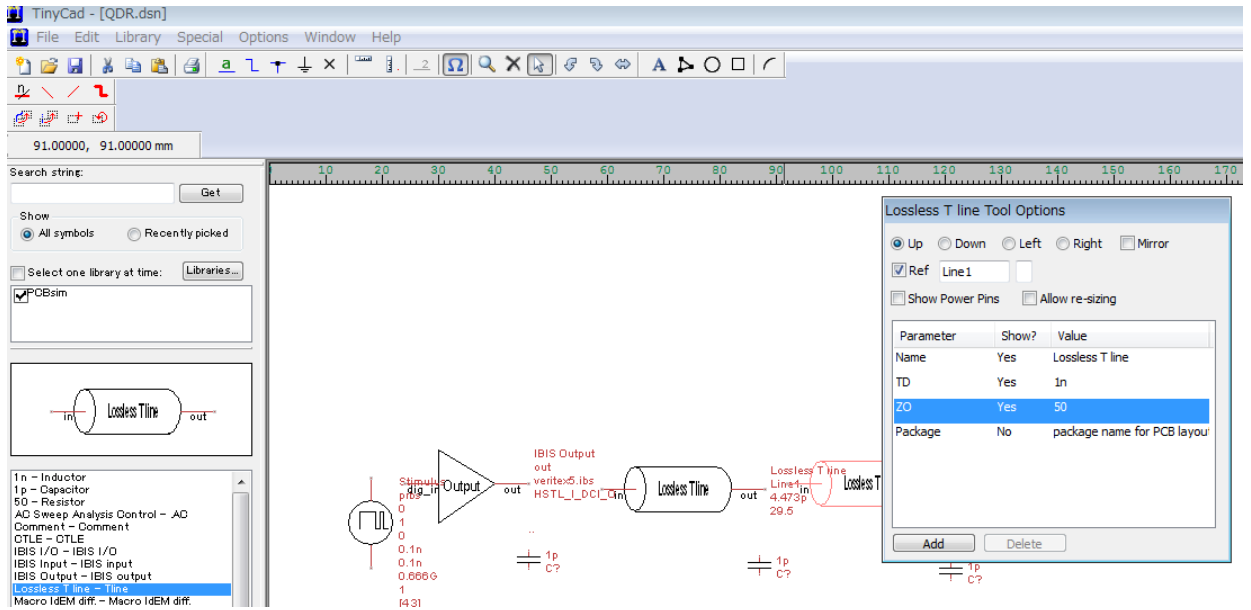 TinyCad - [QDR.dsn]
File Edit Library Special Options Window Help
91.00000, 91.00000 mm
Search string:
Get
Show
All symbols Recently picked
Select one library at time: Libraries...
PCBsim
in Lossless Tline out
1n - Inductor
1p - Capacitor
50 - Resistor
AC Sweep Analysis Control - .AC
Comment - Comment
CTLE - CTLE
IBIS I/O - IBIS I/O
IBIS Input - IBIS input
IBIS Output - IBIS output
Lossless T line - Tline
Macro IdEM diff. - Macro IdEM diff.
10 20 30 40 50 60 70 80 90 100 110 120 130 140 150 160 170
Stimulus
prbs
0
1
0
0.1n
0.1n
0.666G
1
[43]
dig_in Output out
IBIS Output
out
veritex5.ibs
HSTL_I_DCI_O
in Lossless Tline out
Lossless T line
Line1
4.473p
29.5
in Lossless T
1p
C?
1p
C?
1p
C?
Lossless T line Tool Options
Up Down Left Right Mirror
Ref Line1
Show Power Pins Allow re-sizing
Parameter Show? Value
Name Yes Lossless T line
TD Yes 1n
ZO Yes 50
Package No package name for PCB layou
Add Delete